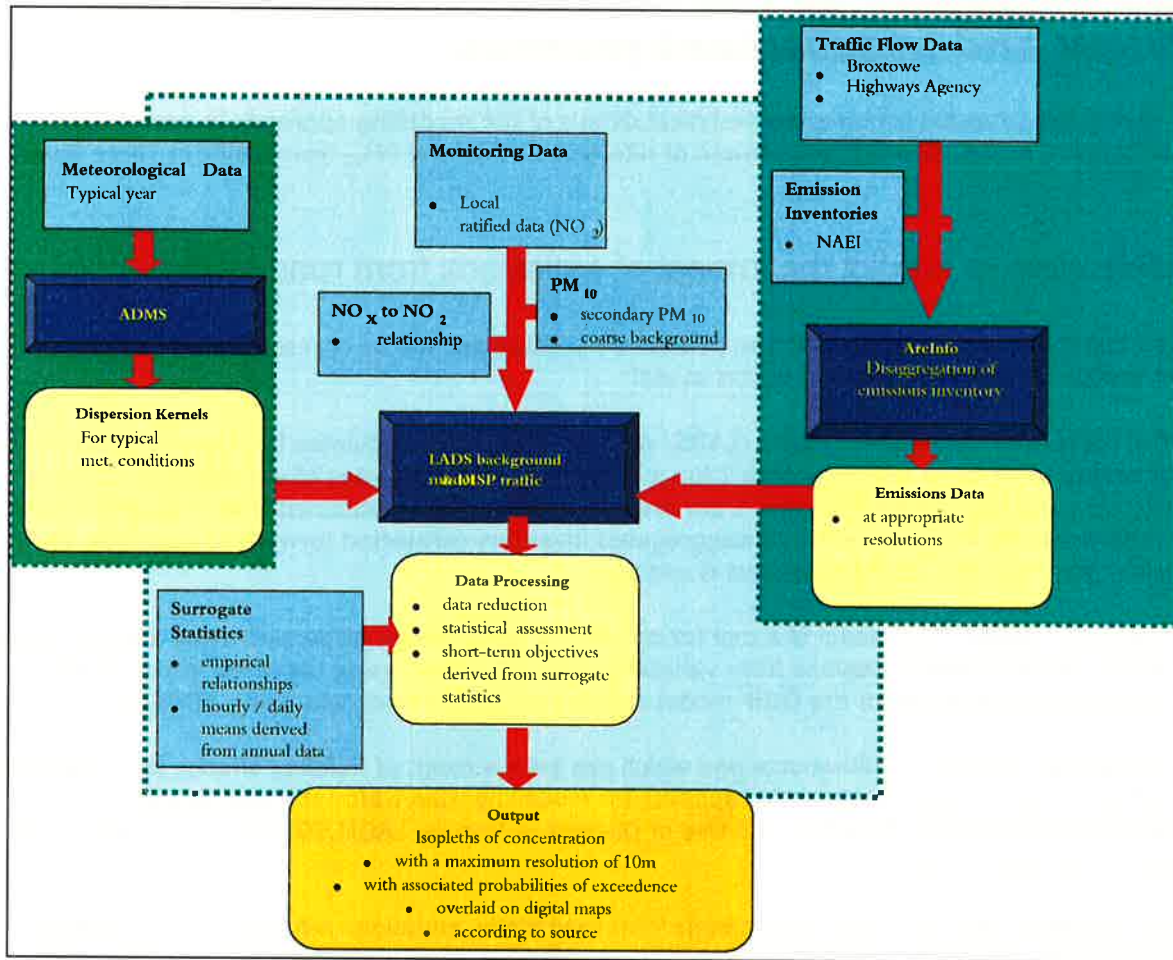 Traffic Flow Data
• Broxtowe
• Highways Agency
•
Meteorological Data
Typical year
Monitoring Data
• Local
ratified data (NO 2)
Emission
Inventories
• NAEI
PM 10
• secondary PM 10
• coarse background
NO X to NO 2
• relationship
ADMS
ArcInfo
Disaggregation of
emissions inventory
Dispersion Kernels
For typical
met. conditions
LADS background
traffic
Emissions Data
• at appropriate
resolutions
Data Processing
• data reduction
• statistical assessment
• short-term objectives
derived from surrogate
statistics
Surrogate
Statistics
• empirical
relationships
• hourly / daily
means derived
from annual data
Output
Isopleths of concentration
• with a maximum resolution of 10m
• with associated probabilities of exceedence
• overlaid on digital maps
• according to source